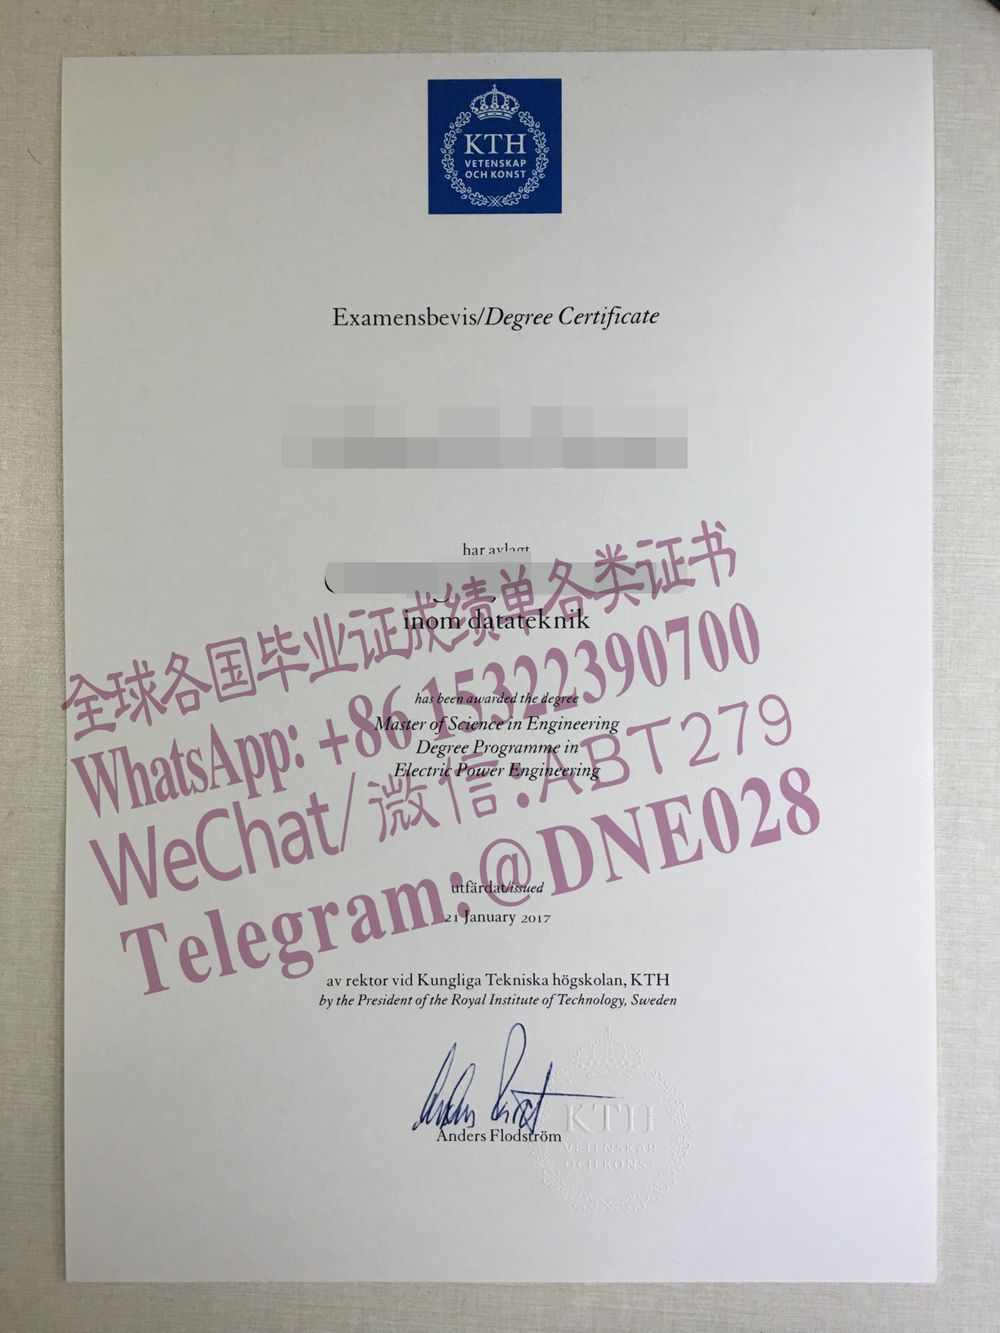 KTH
VETENSKAP
OCH KONST
Examensbevis/Degree Certificate
har avlagt
inom datateknik
全球各国毕业证成绩单各类证书
WhatsApp: +86 15322390700
has been awarded the degree
Master of Science in Engineering
Degree Programme in
Electric Power Engineering
WeChat/微信:ABT279
Telegram:@DNE028
utfärdat/issued
21 January 2017
av rektor vid Kungliga Tekniska högskolan, KTH
by the President of the Royal Institute of Technology, Sweden
Anders Flodström
KTH
VETENSKAP
OCH KONST